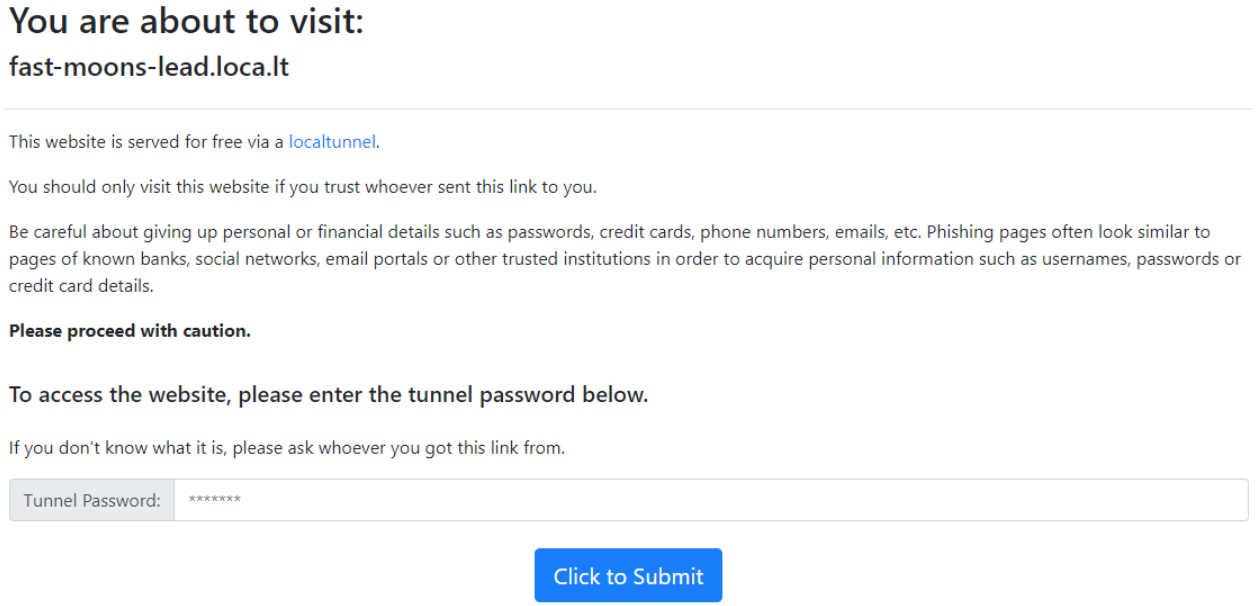 You are about to visit:
fast-moons-lead.loca.lt
This website is served for free via a localtunnel.
You should only visit this website if you trust whoever sent this link to you.
Be careful about giving up personal or financial details such as passwords, credit cards, phone numbers, emails, etc. Phishing pages often look similar to
pages of known banks, social networks, email portals or other trusted institutions in order to acquire personal information such as usernames, passwords or
credit card details.
Please proceed with caution.
To access the website, please enter the tunnel password below.
If you don't know what it is, please ask whoever you got this link from.
Tunnel Password: *******
Click to Submit